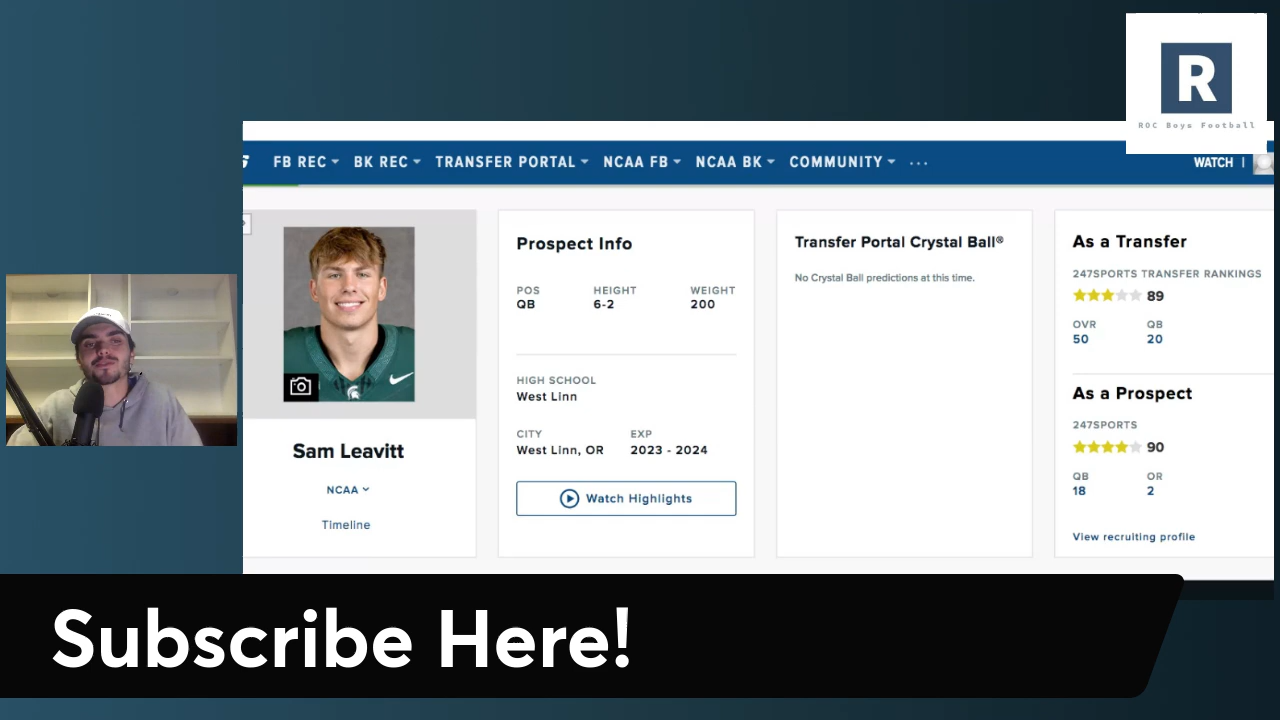 R
ROC Boys Football
FB REC BK REC TRANSFER PORTAL NCAA FB NCAA BK COMMUNITY ... WATCH |
Sam Leavitt
NCAA
Timeline
Prospect Info
POS HEIGHT WEIGHT
QB 6-2 200
HIGH SCHOOL
West Linn
CITY EXP
West Linn, OR 2023 - 2024
Watch Highlights
Transfer Portal Crystal Ball®
No Crystal Ball predictions at this time.
As a Transfer
247SPORTS TRANSFER RANKINGS
89
OVR QB
50 20
As a Prospect
247SPORTS
90
QB OR
18 2
View recruiting profile
Subscribe Here!